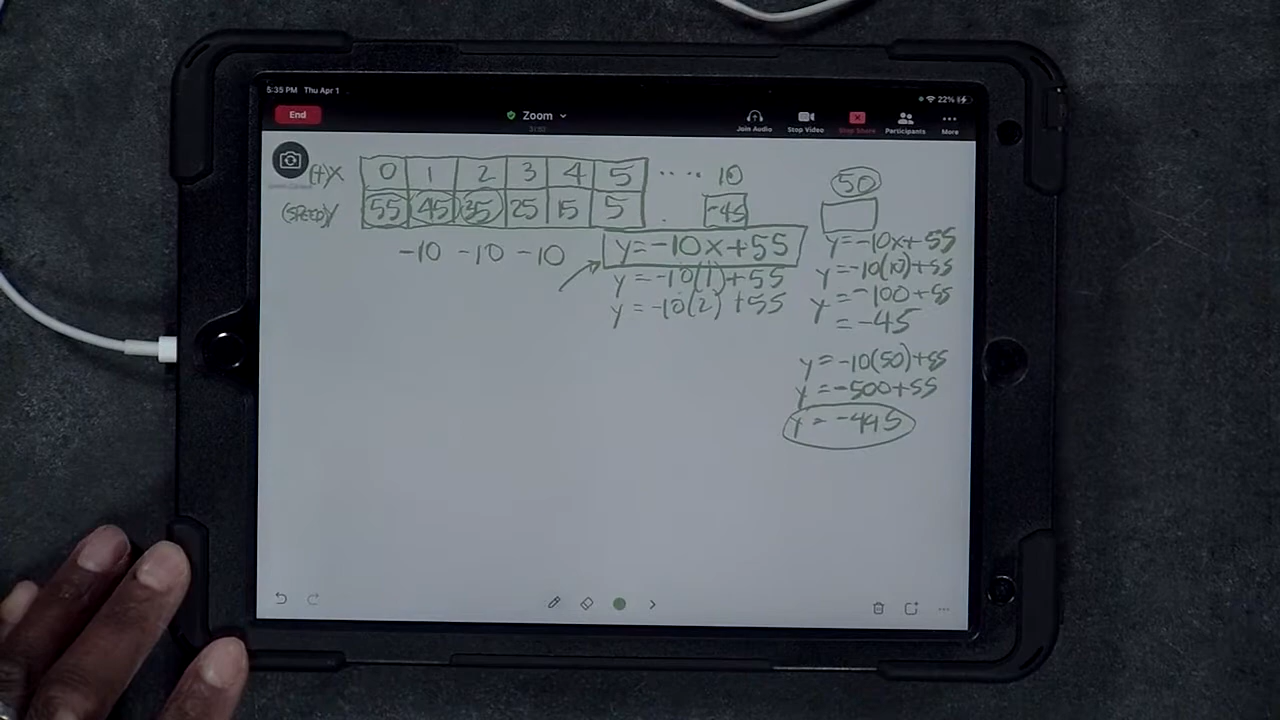 5:35 PM Thu Apr 1
22%
End
Zoom
Join Audio
Stop Video
Stop Share
Participants
More
(+)X 0 1 2 3 4 5 .... 10
(SPEED)Y 55 45 35 25 15 5 . -45
50
-10 -10 -10
y=-10x+55
y=-10(1)+55
y=-10(2)+55
y=-10x+55
y=-10(10)+55
y=-100+55
=-45
y=-10(50)+55
y=-500+55
y=-445